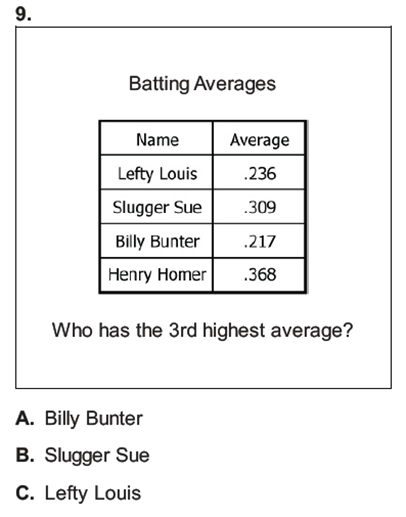 9.
Batting Averages
Name Average
Lefty Louis .236
Slugger Sue .309
Billy Bunter .217
Henry Homer .368
Who has the 3rd highest average?
A. Billy Bunter
B. Slugger Sue
C. Lefty Louis